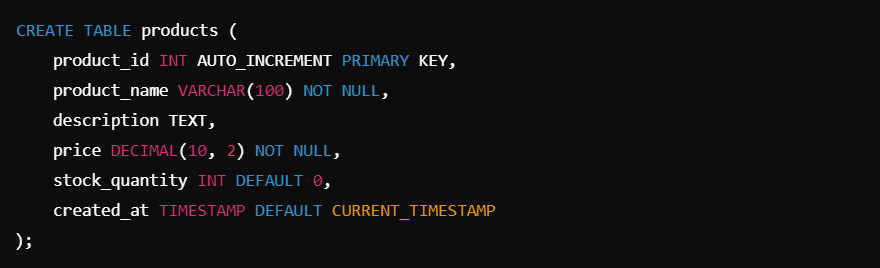 CREATE TABLE products (
    product_id INT AUTO_INCREMENT PRIMARY KEY,
    product_name VARCHAR(100) NOT NULL,
    description TEXT,
    price DECIMAL(10, 2) NOT NULL,
    stock_quantity INT DEFAULT 0,
    created_at TIMESTAMP DEFAULT CURRENT_TIMESTAMP
);